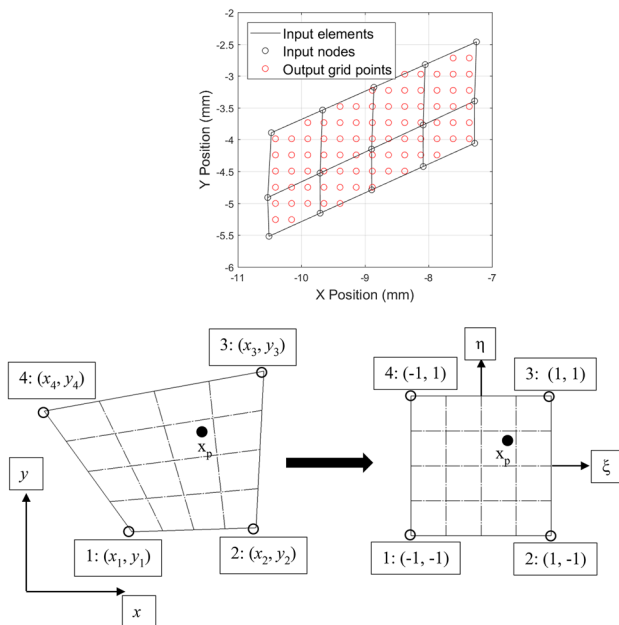 -2
-2.5
-3
-3.5
-4
-4.5
-5
-5.5
-6
Y Position (mm)
Input elements
Input nodes
Output grid points
-11 -10 -9 -8 -7
X Position (mm)
4: (x₄, y₄)
3: (x₃, y₃)
xₚ
y
1: (x₁, y₁)
2: (x₂, y₂)
x
η
4: (-1, 1)
3: (1, 1)
xₚ
ξ
1: (-1, -1)
2: (1, -1)